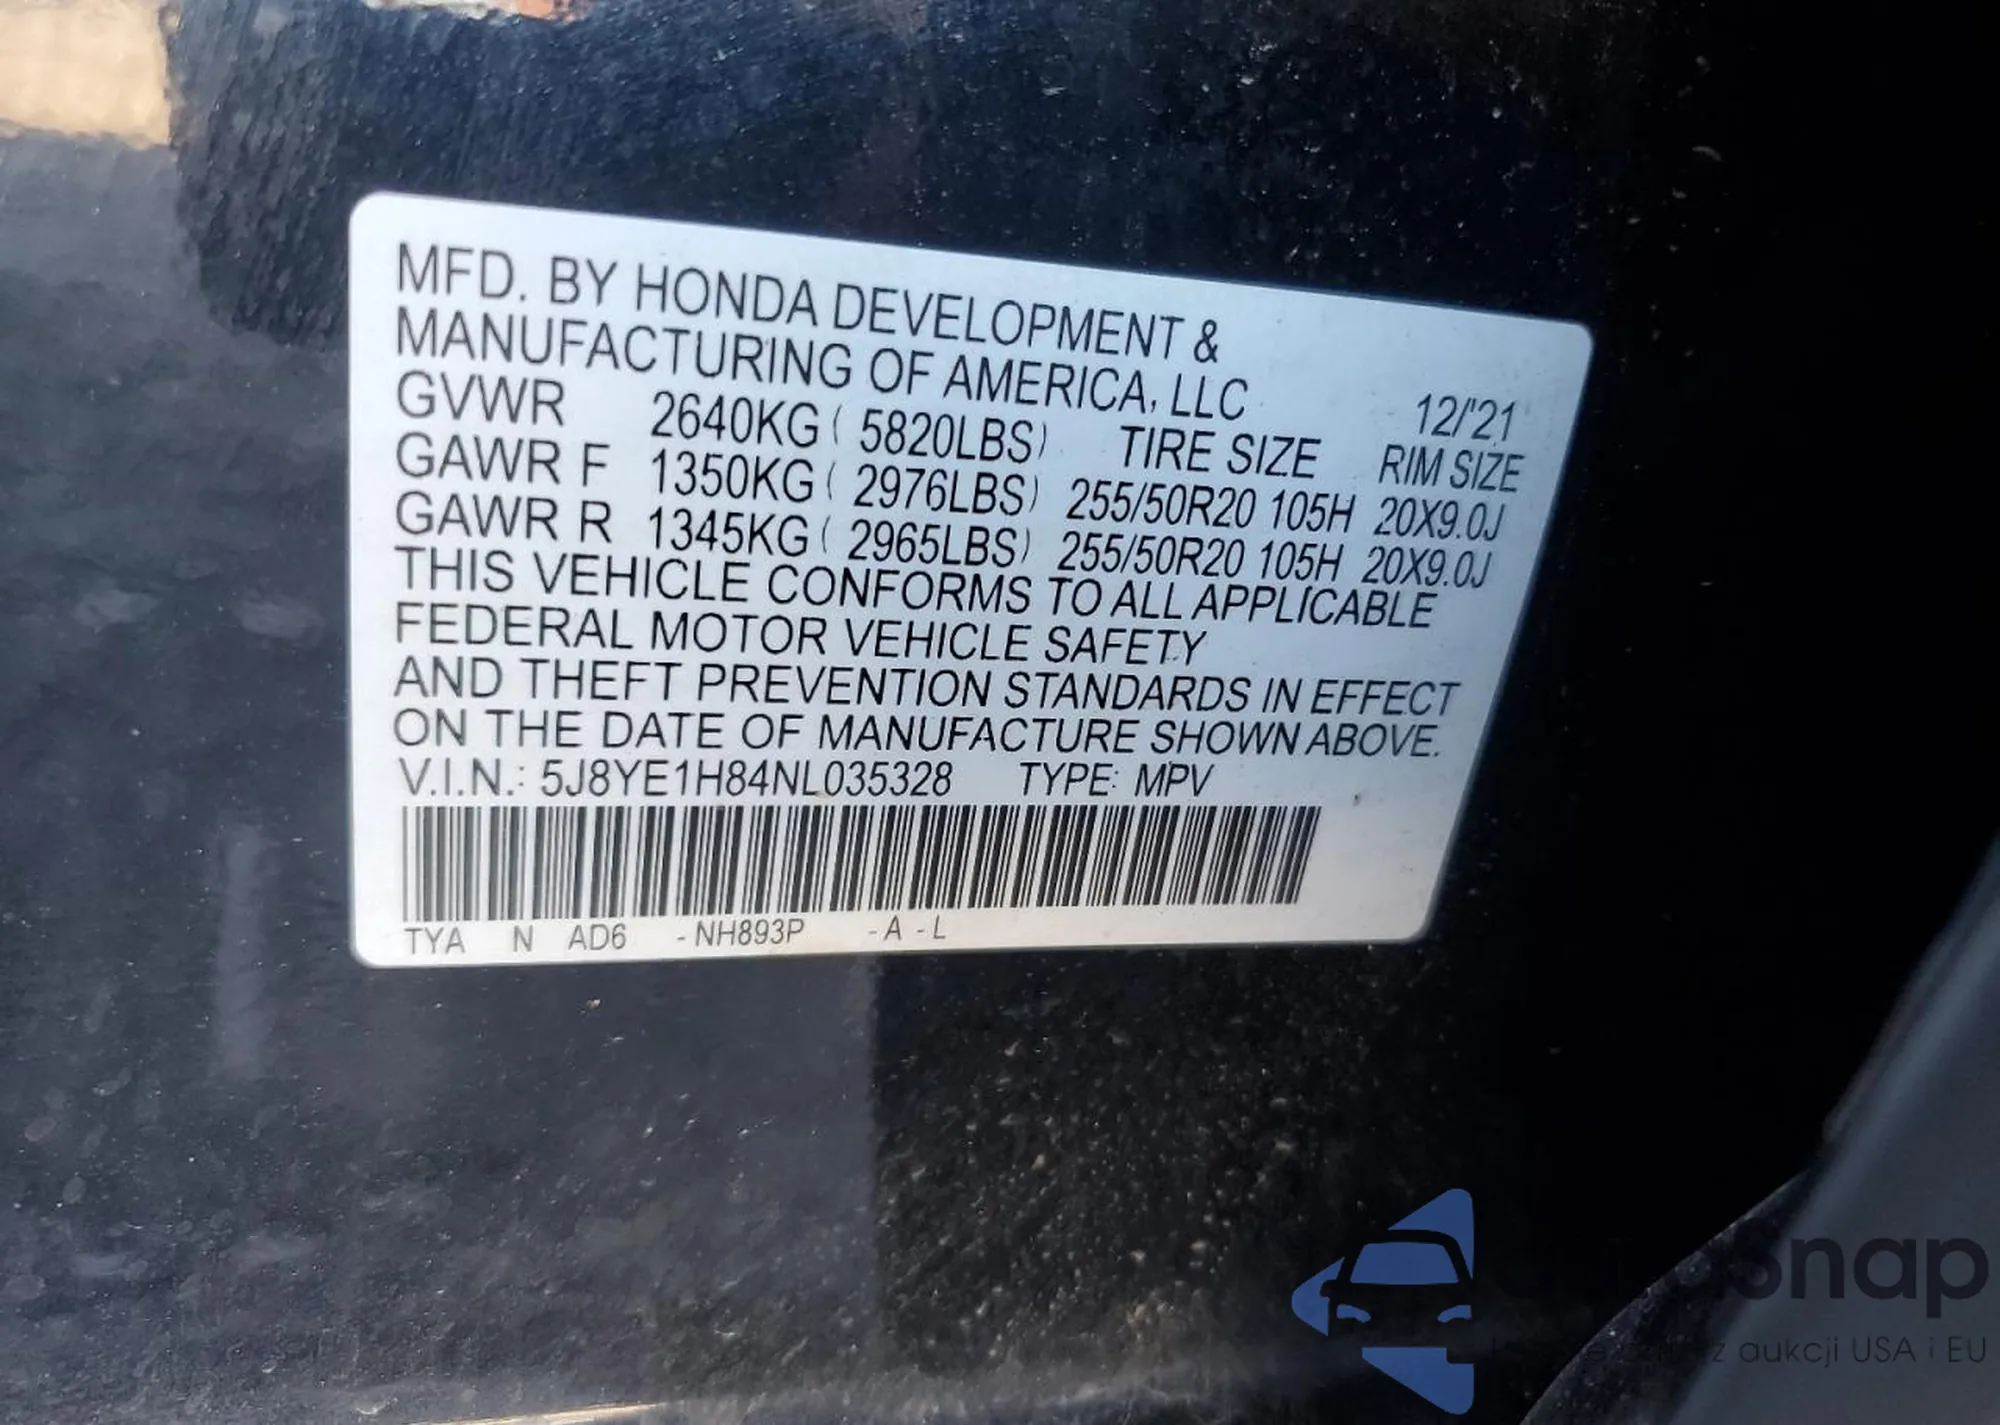 MFD. BY HONDA DEVELOPMENT &
MANUFACTURING OF AMERICA, LLC 12/'21
GVWR 2640KG ( 5820LBS) TIRE SIZE RIM SIZE
GAWR F 1350KG ( 2976LBS) 255/50R20 105H 20X9.0J
GAWR R 1345KG ( 2965LBS) 255/50R20 105H 20X9.0J
THIS VEHICLE CONFORMS TO ALL APPLICABLE
FEDERAL MOTOR VEHICLE SAFETY
AND THEFT PREVENTION STANDARDS IN EFFECT
ON THE DATE OF MANUFACTURE SHOWN ABOVE.
V.I.N.: 5J8YE1H84NL035328 TYPE: MPV
TYA N AD6 -NH893P -A -L
z aukcji USA i EU